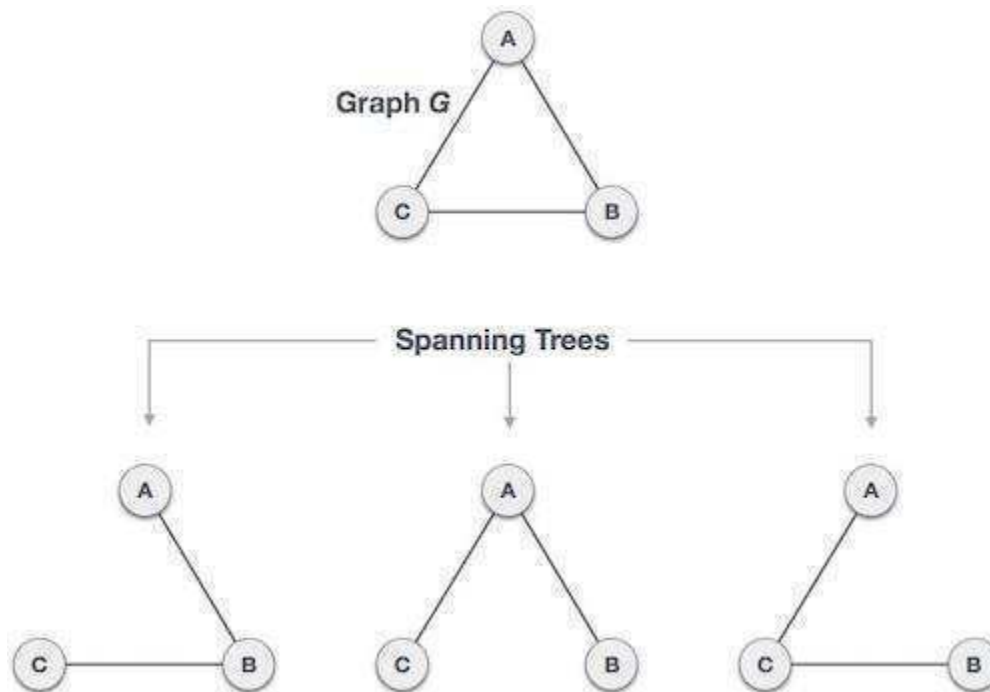 A
Graph G
C B
Spanning Trees
A A A
C B C B C B